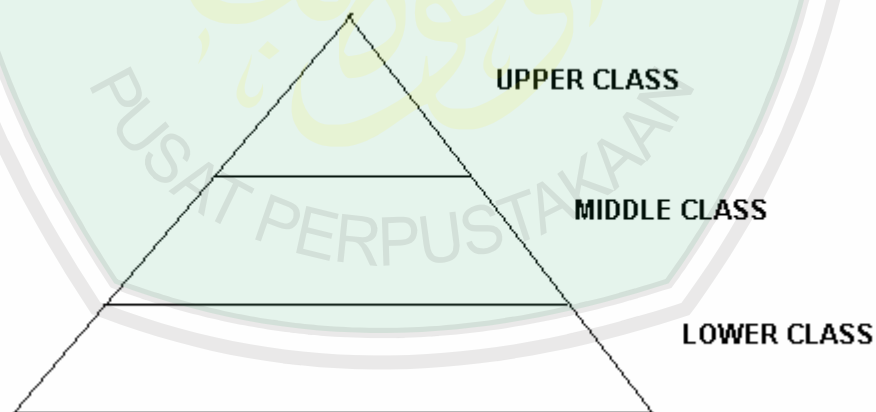 UPPER CLASS
MIDDLE CLASS
LOWER CLASS
PUSAT PERPUSTAKAAN